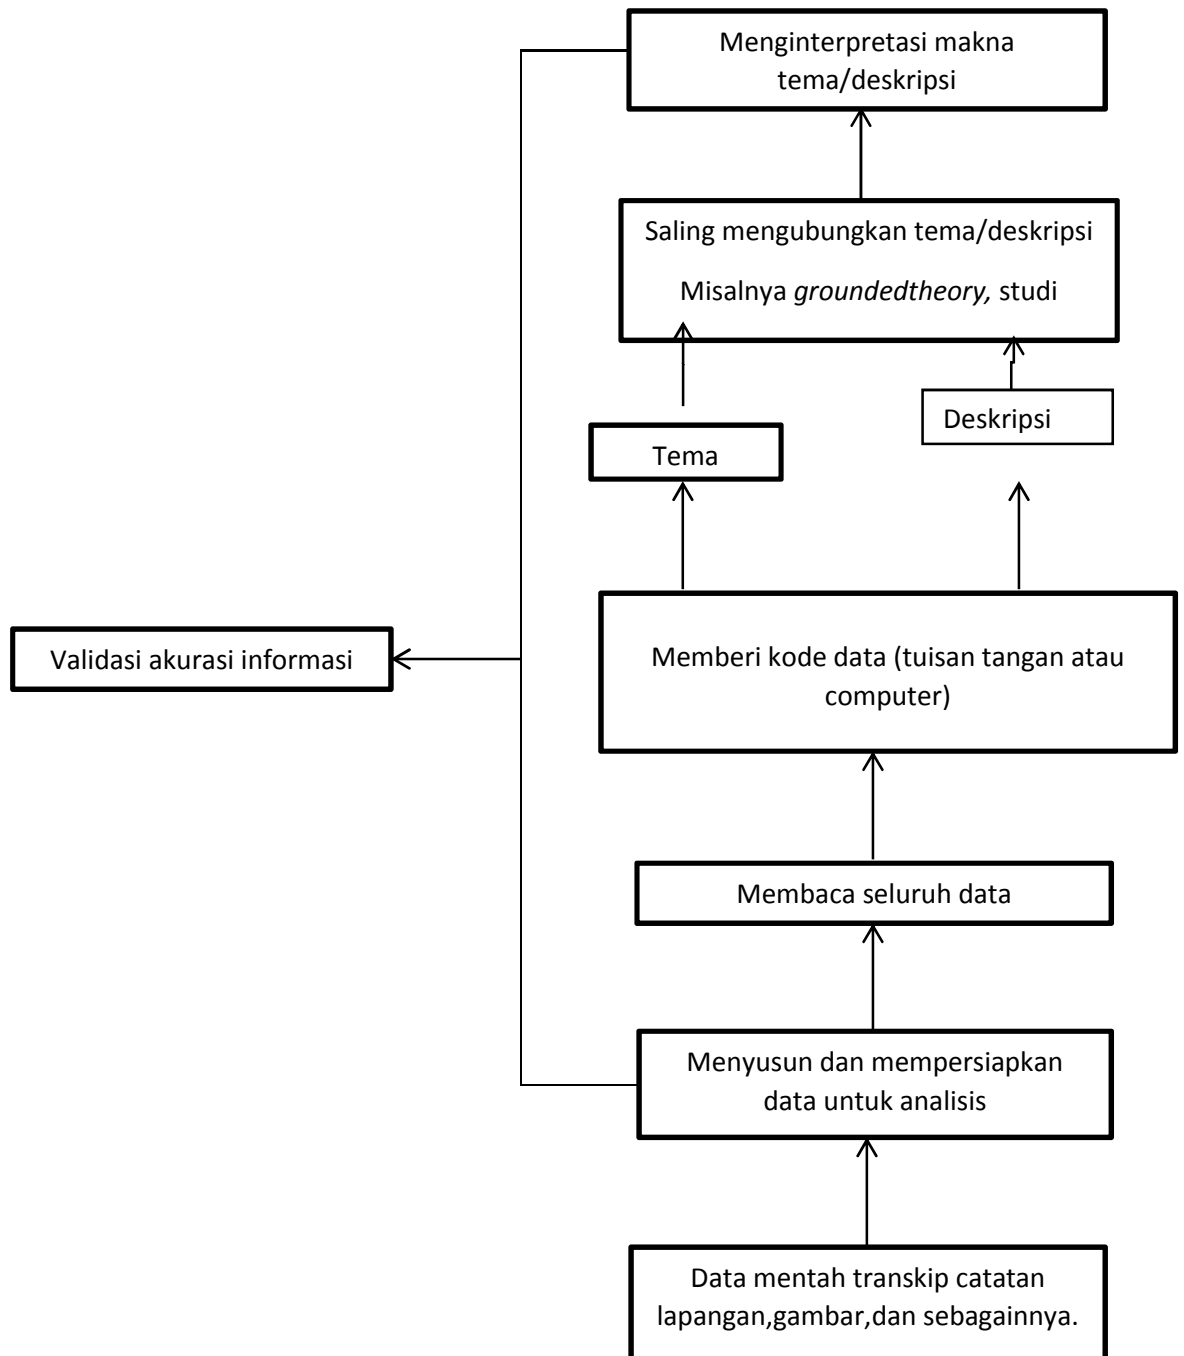 Menginterpretasi makna
tema/deskripsi
Saling mengubungkan tema/deskripsi
Misalnya groundedtheory, studi
Deskripsi
Tema
Memberi kode data (tuisan tangan atau
computer)
Validasi akurasi informasi
Membaca seluruh data
Menyusun dan mempersiapkan
data untuk analisis
Data mentah transkip catatan
lapangan,gambar,dan sebagainnya.